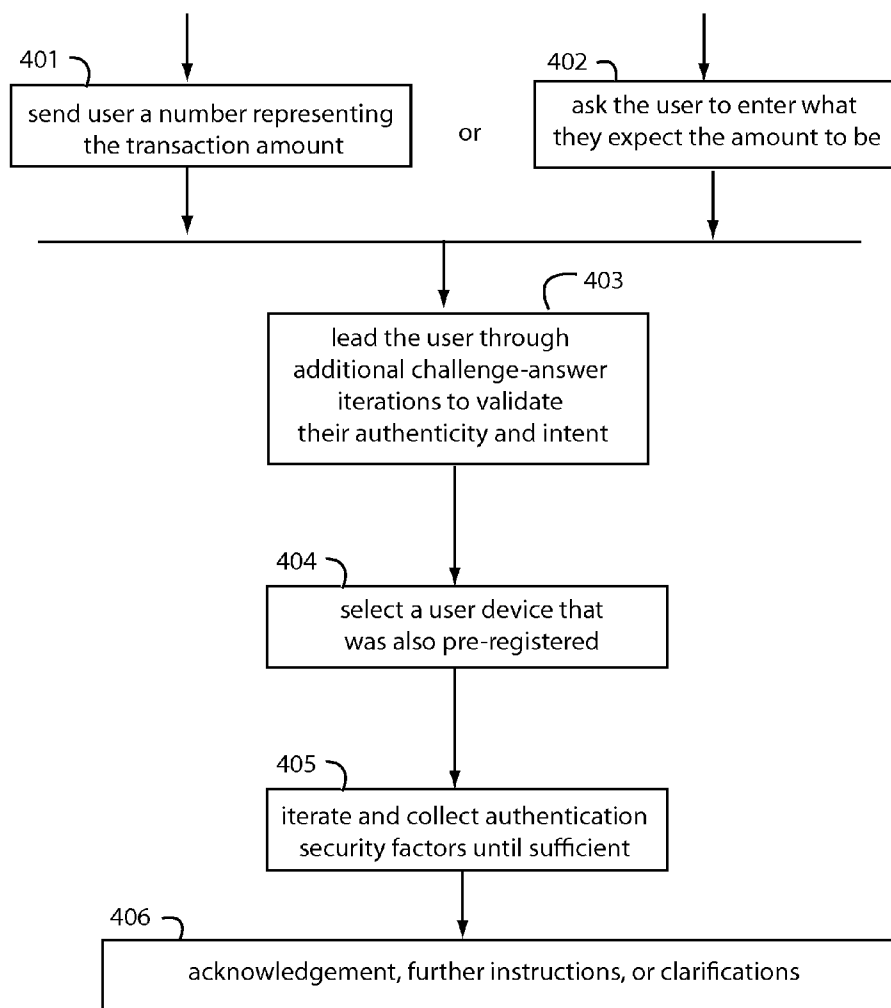 401
send user a number representing
the transaction amount
or
402
ask the user to enter what
they expect the amount to be
403
lead the user through
additional challenge-answer
iterations to validate
their authenticity and intent
404
select a user device that
was also pre-registered
405
iterate and collect authentication
security factors until sufficient
406
acknowledgement, further instructions, or clarifications